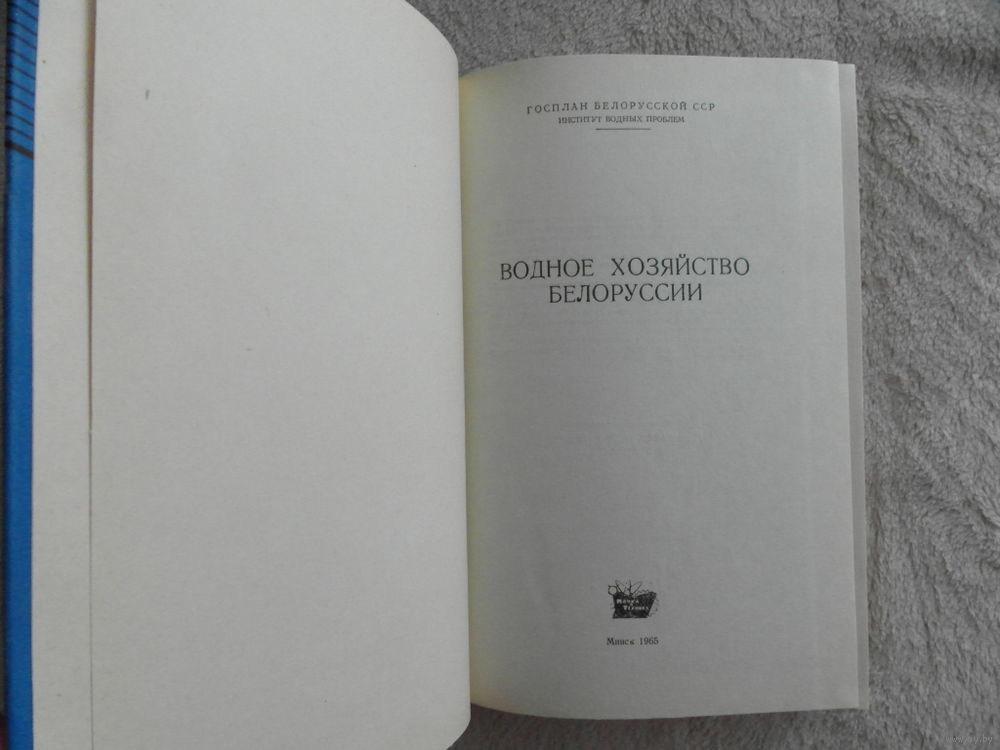 ГОСПЛАН БЕЛОРУССКОЙ ССР
ИНСТИТУТ ВОДНЫХ ПРОБЛЕМ
ВОДНОЕ ХОЗЯЙСТВО
БЕЛОРУССИИ
Минск 1965